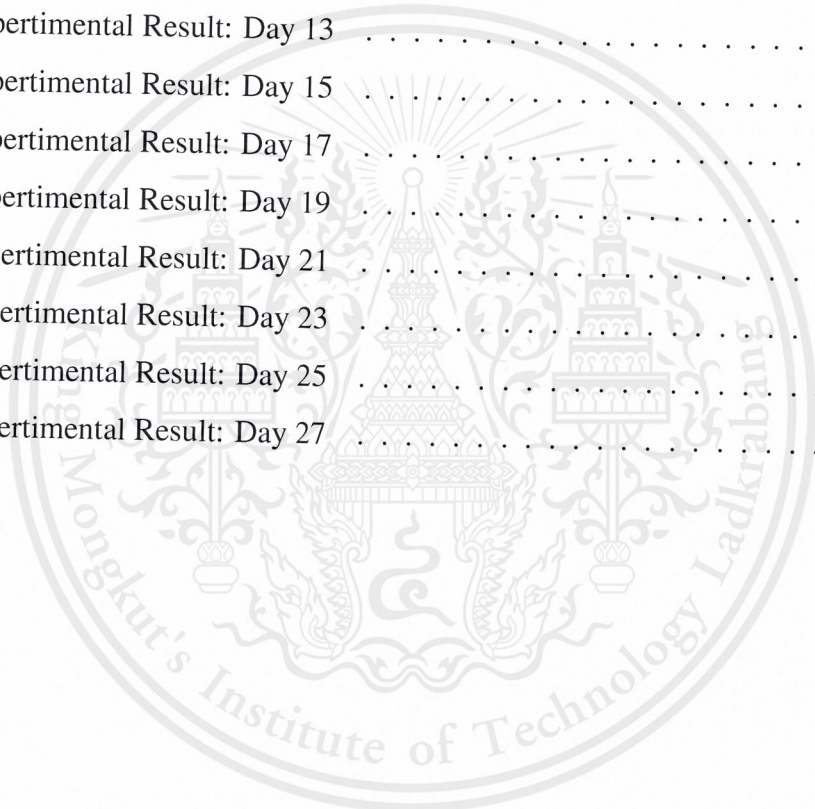 pertimental Result: Day 13 . . . . . . . . . . . . . . . . . .
pertimental Result: Day 15 . . . . . . . . . . . . . . . . . .
pertimental Result: Day 17 . . . . . . . . . . . . . . . . . .
pertimental Result: Day 19 . . . . . . . . . . . . . . . . . .
ertimental Result: Day 21 . . . . . . . . . . . . . . . . . .
ertimental Result: Day 23 . . . . . . . . . . . . . . . . . .
ertimental Result: Day 25 . . . . . . . . . . . . . . . . . .
ertimental Result: Day 27 . . . . . . . . . . . . . . . . . . .
King Mongkut's Institute of Technology Ladkrabang